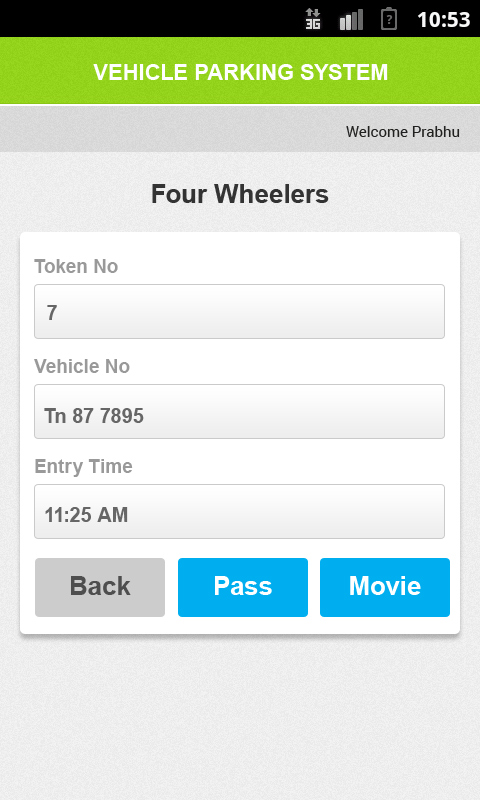 3G 10:53
VEHICLE PARKING SYSTEM
Welcome Prabhu
Four Wheelers
Token No
7
Vehicle No
Tn 87 7895
Entry Time
11:25 AM
Back Pass Movie